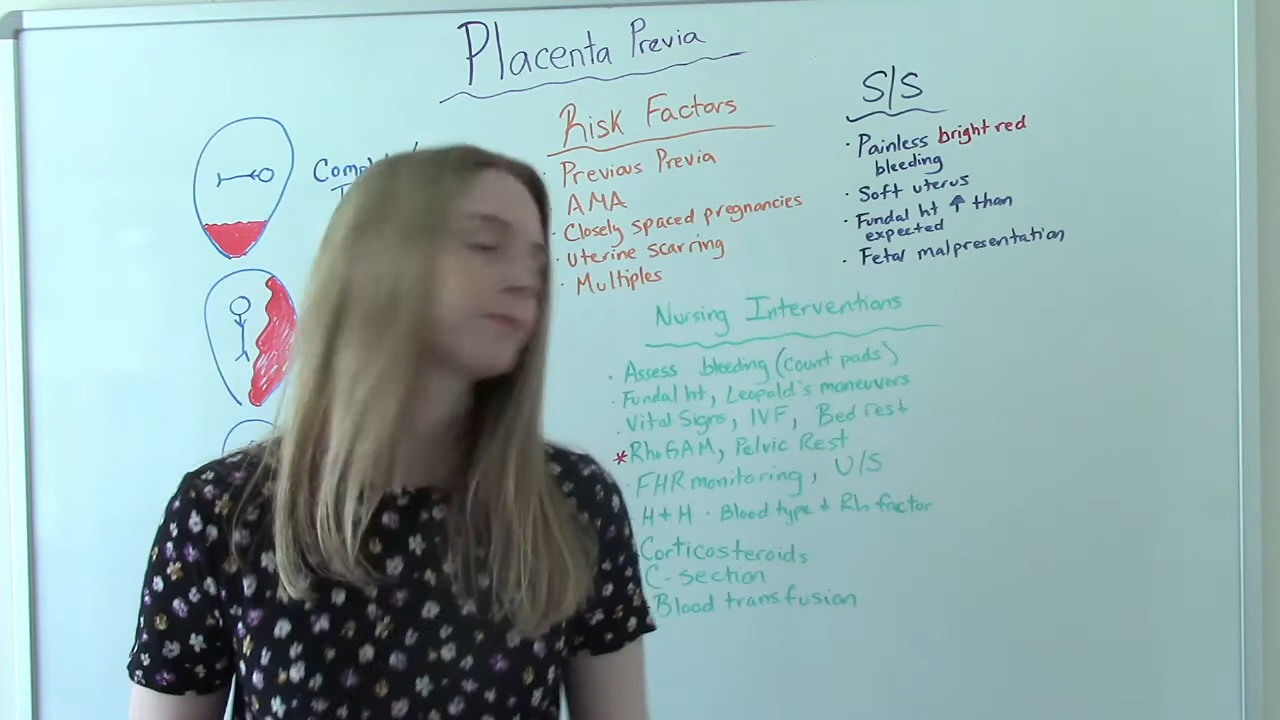 Placenta Previa
Risk Factors
· Previous Previa
AMA
· Closely spaced pregnancies
· Uterine scarring
· Multiples
S/S
· Painless bright red
bleeding
· Soft uterus
· Fundal ht ↑ than
expected
· Fetal malpresentation
Nursing Interventions
· Assess bleeding (count pads)
· Fundal ht, Leopold's maneuvers
· Vital Signs, IVF, Bed rest
* RhoGAM, Pelvic Rest
· FHR monitoring, U/S
H + H · Blood type + Rh factor
Corticosteroids
C-section
Blood transfusion